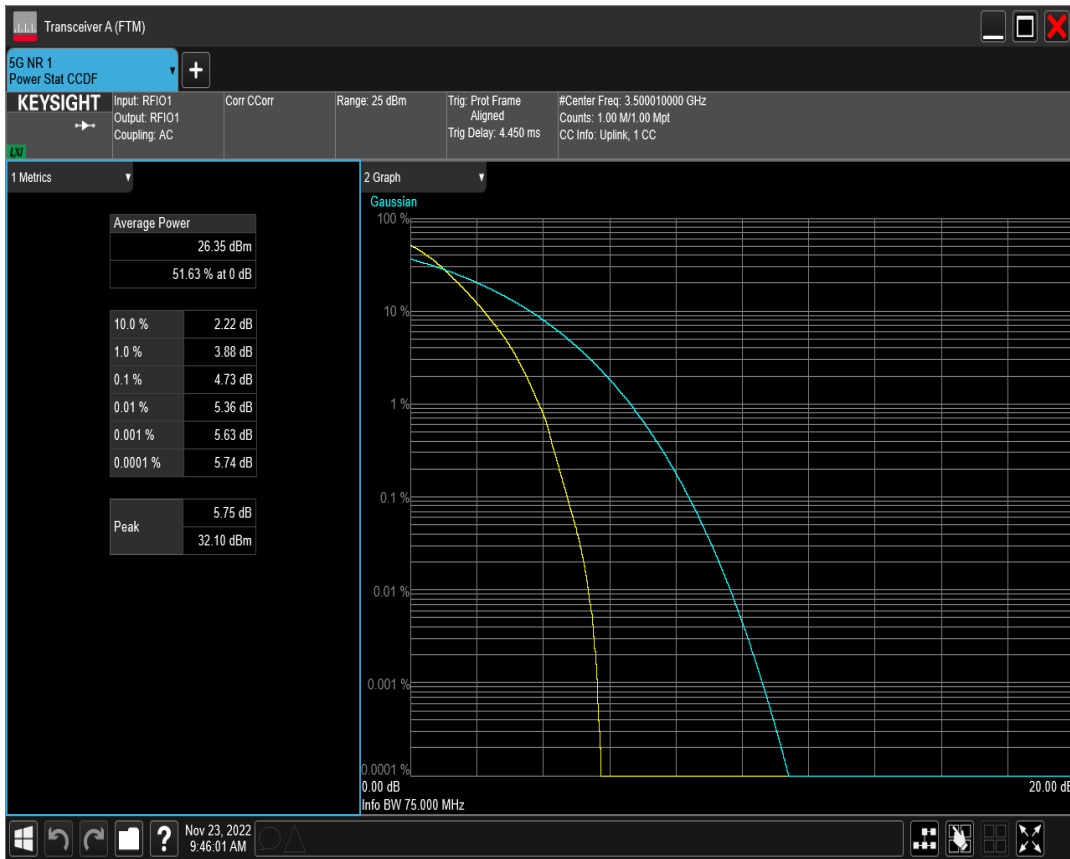 Transceiver A (FTM)
5G NR 1
Power Stat CCDF
+
KEYSIGHT
LXI
Input: RFIO1
Output: RFIO1
Coupling: AC
Corr CCorr
Range: 25 dBm
Trig: Prot Frame
Aligned
Trig Delay: 4.450 ms
#Center Freq: 3.500010000 GHz
Counts: 1.00 M/1.00 Mpt
CC Info: Uplink, 1 CC
1 Metrics
Average Power
26.35 dBm
51.63 % at 0 dB
10.0 % 2.22 dB
1.0 % 3.88 dB
0.1 % 4.73 dB
0.01 % 5.36 dB
0.001 % 5.63 dB
0.0001 % 5.74 dB
Peak
5.75 dB
32.10 dBm
2 Graph
Gaussian
100 %
10 %
1 %
0.1 %
0.01 %
0.001 %
0.0001 %
0.00 dB 20.00 dB
Info BW 75.000 MHz
?
Nov 23, 2022
9:46:01 AM